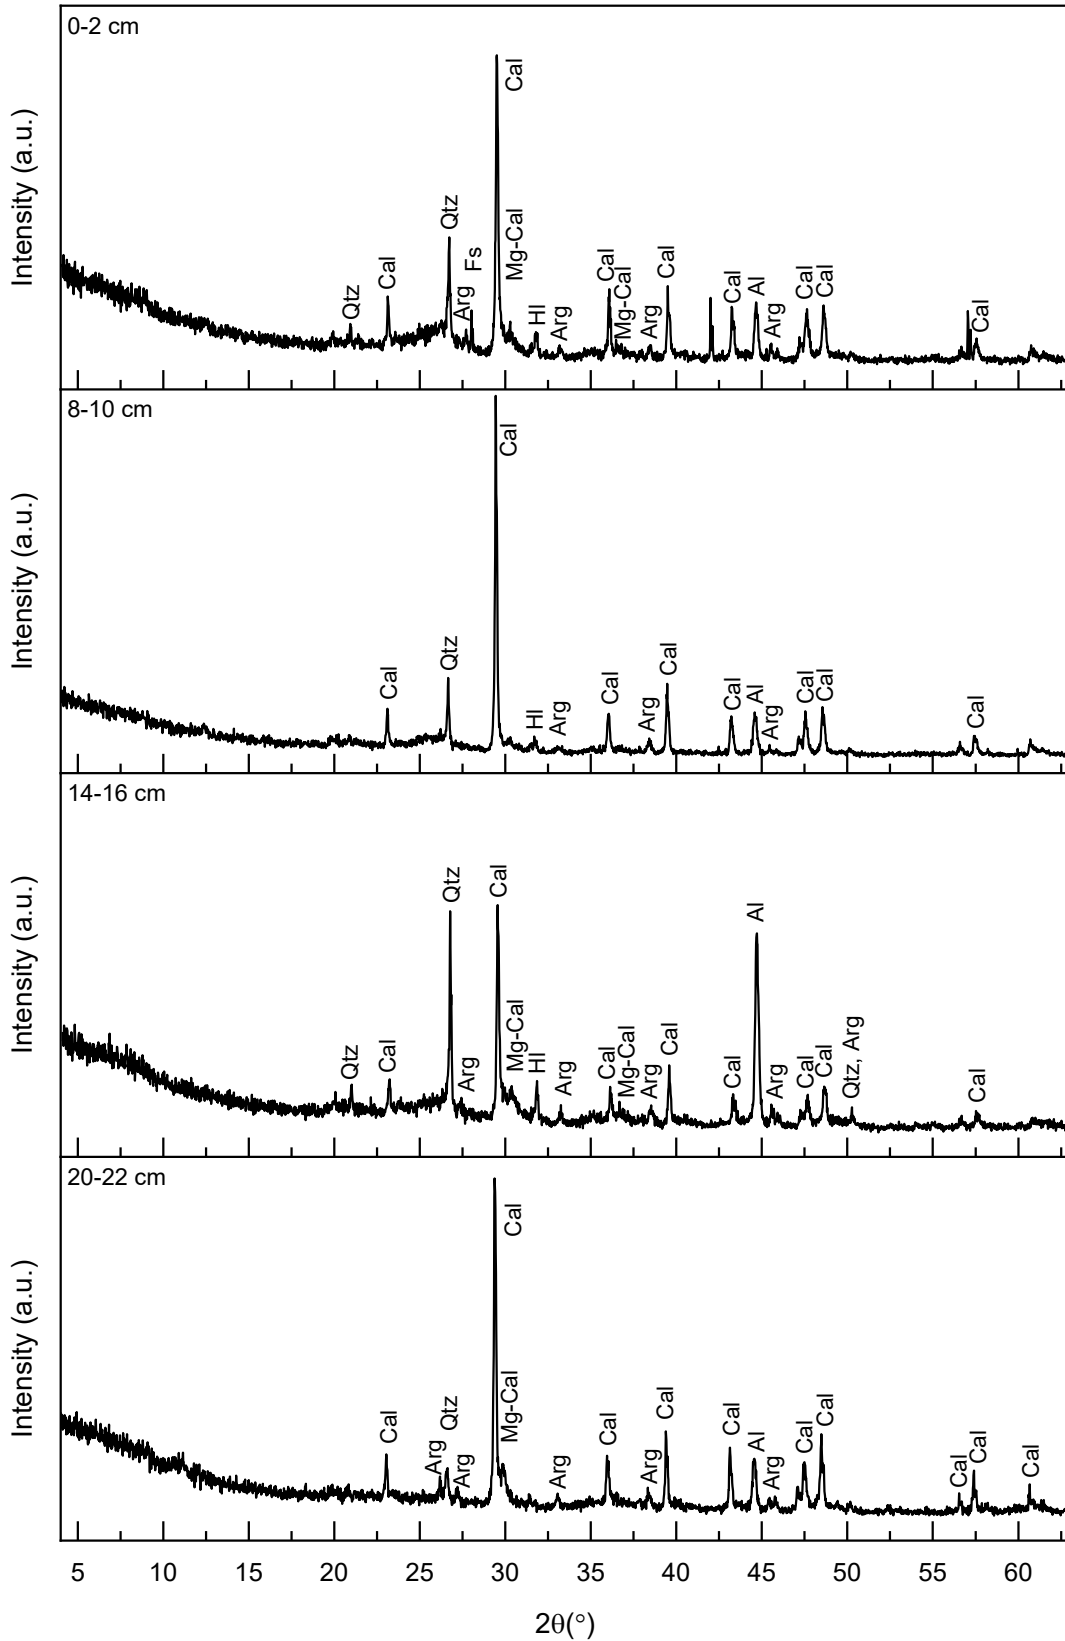 0-2 cm
Intensity (a.u.)
Qtz
Cal
Qtz
Arg
Fs
Cal
Mg-Cal
Hl
Arg
Cal
Mg-Cal
Arg
Cal
Cal
Al
Arg
Cal
Cal
Cal
8-10 cm
Intensity (a.u.)
Cal
Qtz
Cal
Hl
Arg
Cal
Arg
Cal
Cal
Al
Arg
Cal
Cal
Cal
14-16 cm
Intensity (a.u.)
Qtz
Cal
Qtz
Arg
Cal
Mg-Cal
Hl
Arg
Cal
Mg-Cal
Arg
Cal
Cal
Al
Arg
Cal
Cal
Qtz, Arg
Cal
20-22 cm
Intensity (a.u.)
Cal
Arg
Qtz
Arg
Cal
Mg-Cal
Arg
Cal
Arg
Cal
Cal
Al
Arg
Cal
Cal
Cal
Cal
Cal
5 10 15 20 25 30 35 40 45 50 55 60
2θ(°)